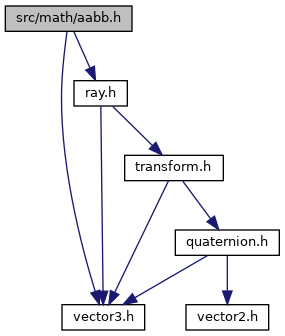 src/math/aabb.h
ray.h
transform.h
quaternion.h
vector3.h
vector2.h